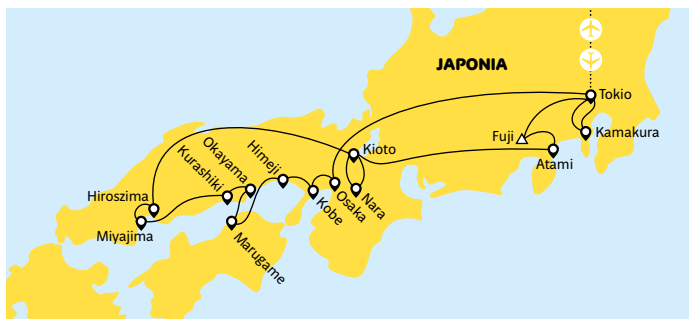 JAPONIA
Tokio
Kamakura
Fuji
Atami
Kioto
Nara
Osaka
Kobe
Himeji
Okayama
Kurashiki
Marugame
Hiroszima
Miyajima